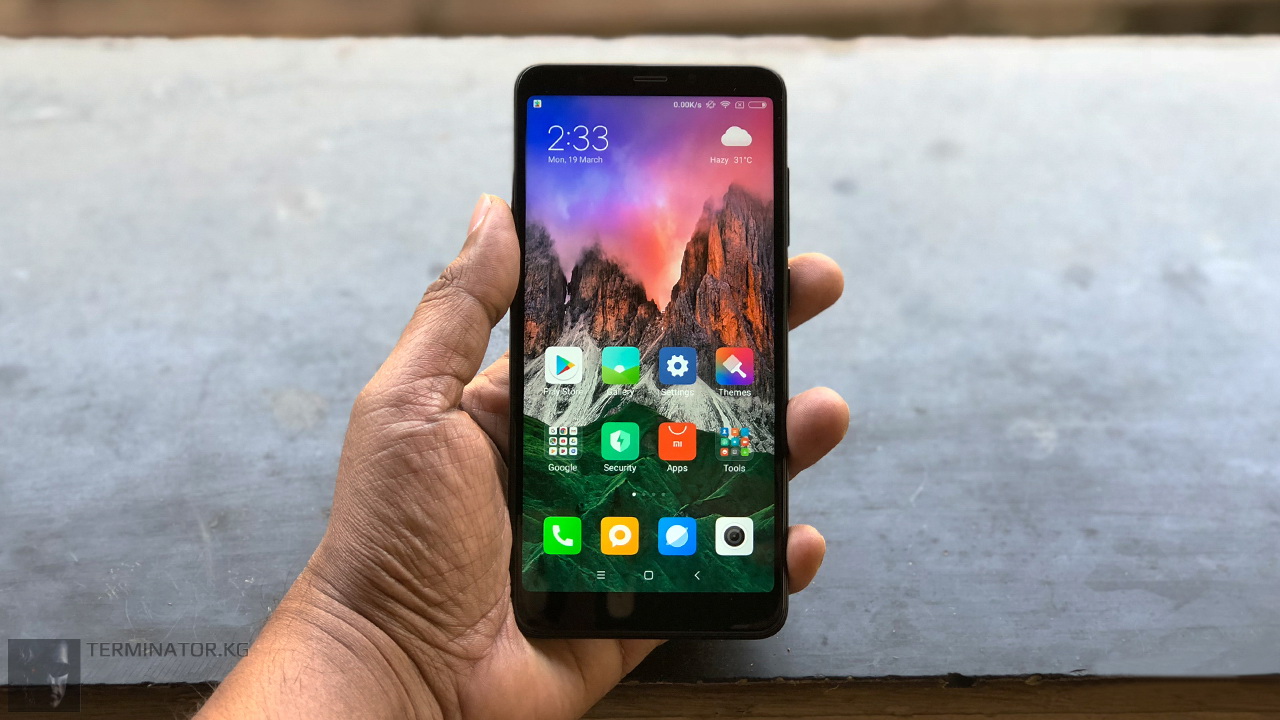 0.00K/s
2:33
Mon, 19 March
Hazy 31°C
Play Store
Gallery
Settings
Themes
mi
Google
Security
Apps
Tools
TERMINATOR.KG